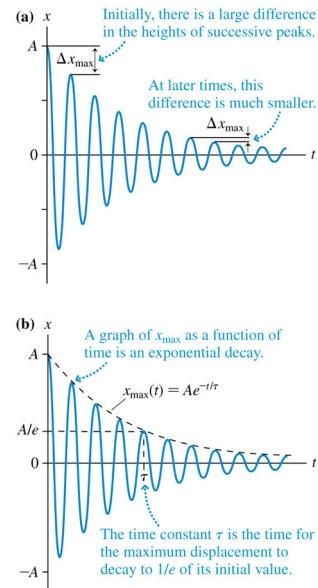 (a) x
Initially, there is a large difference
in the heights of successive peaks.
A
Δxmax
At later times, this
difference is much smaller.
Δxmax
0
t
−A
(b) x
A graph of xmax as a function of
time is an exponential decay.
A
xmax(t) = Ae−t/τ
A/e
0
t
τ
The time constant τ is the time for
the maximum displacement to
decay to 1/e of its initial value.
−A